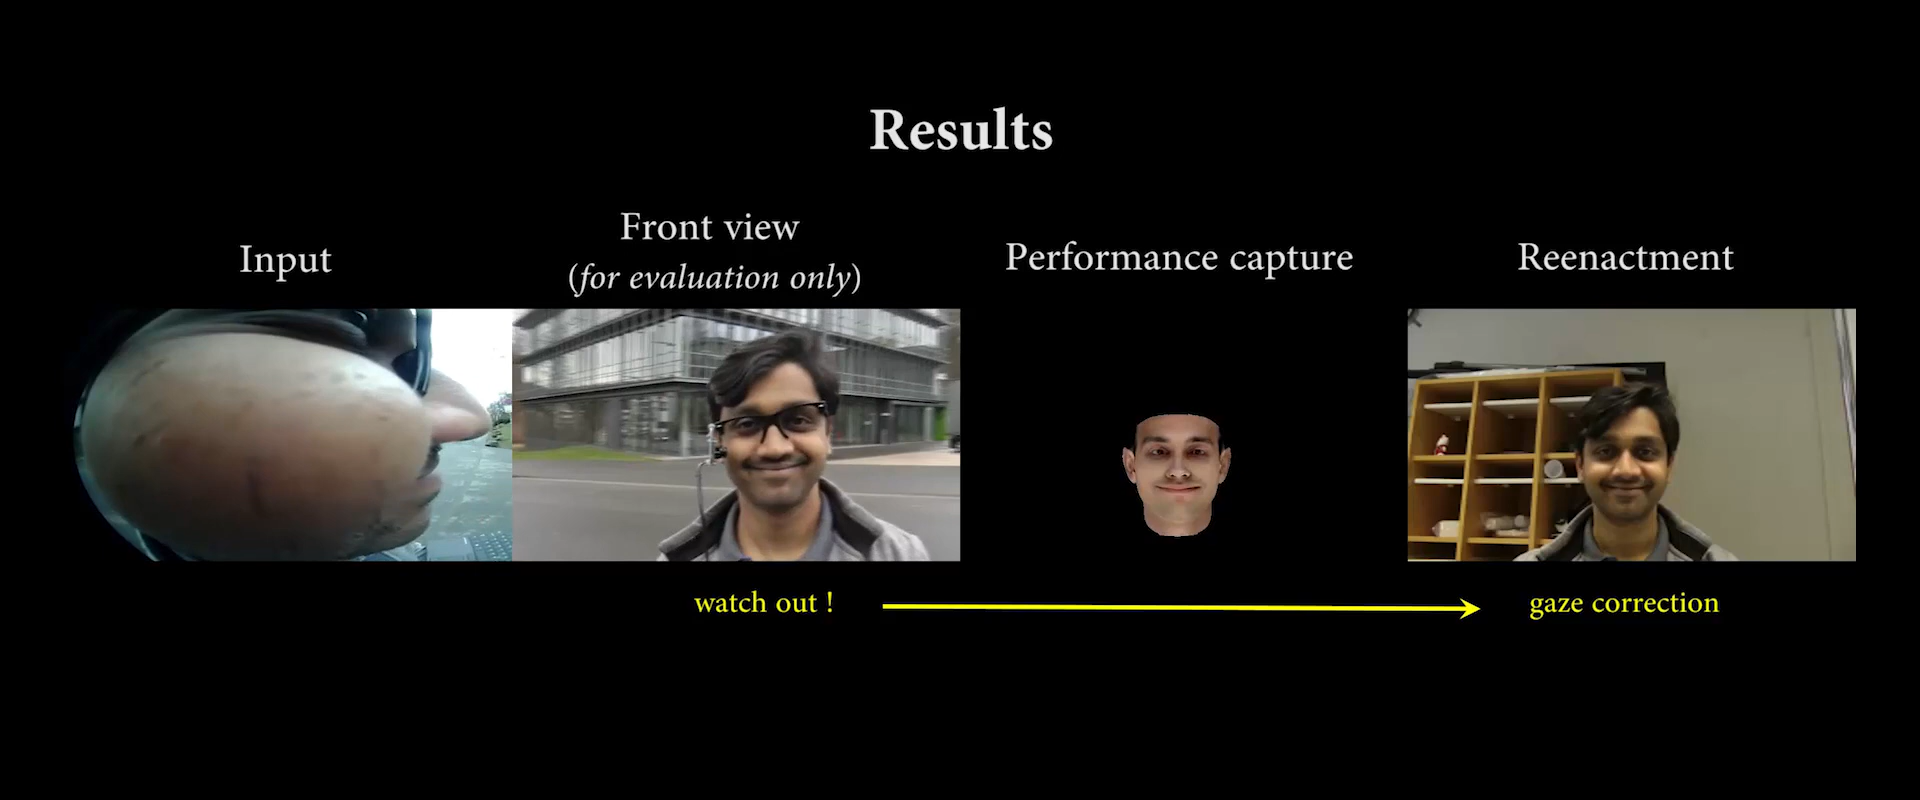 Results
Input
Front view
(for evaluation only)
Performance capture
Reenactment
watch out !
gaze correction